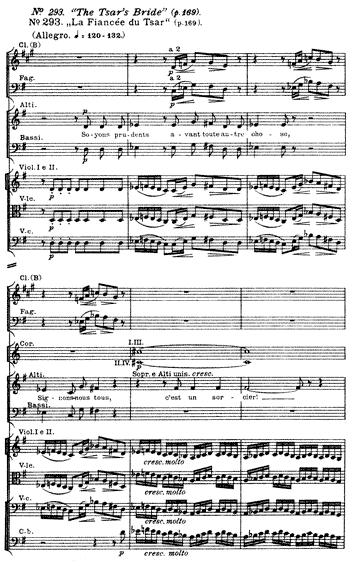 Nº 293. "The Tsar's Bride" (p.169).
Nº 293. „La Fiancée du Tsar“ (p.169).
(Allegro. ♩= 120-132.)
Cl.(B)
a 2
p
Fag.
a 2
Alti.
p
Bassi.
So-yons pru-dents a-vant toute au-tre cho-se,
p
Viol. I e II.
p
V-le.
p
V-c.
p
Cl.(B)
Fag.
Cor.
I.III.
II.IV.
p
Alti.
Sopr. e Alti unis. cresc.
Sig-nons-nous tous, c'est un sor-cier!
Bassi.
Viol. I e II.
cresc. molto
V-le.
cresc. molto
V-c.
cresc. molto
C.b.
p cresc. molto